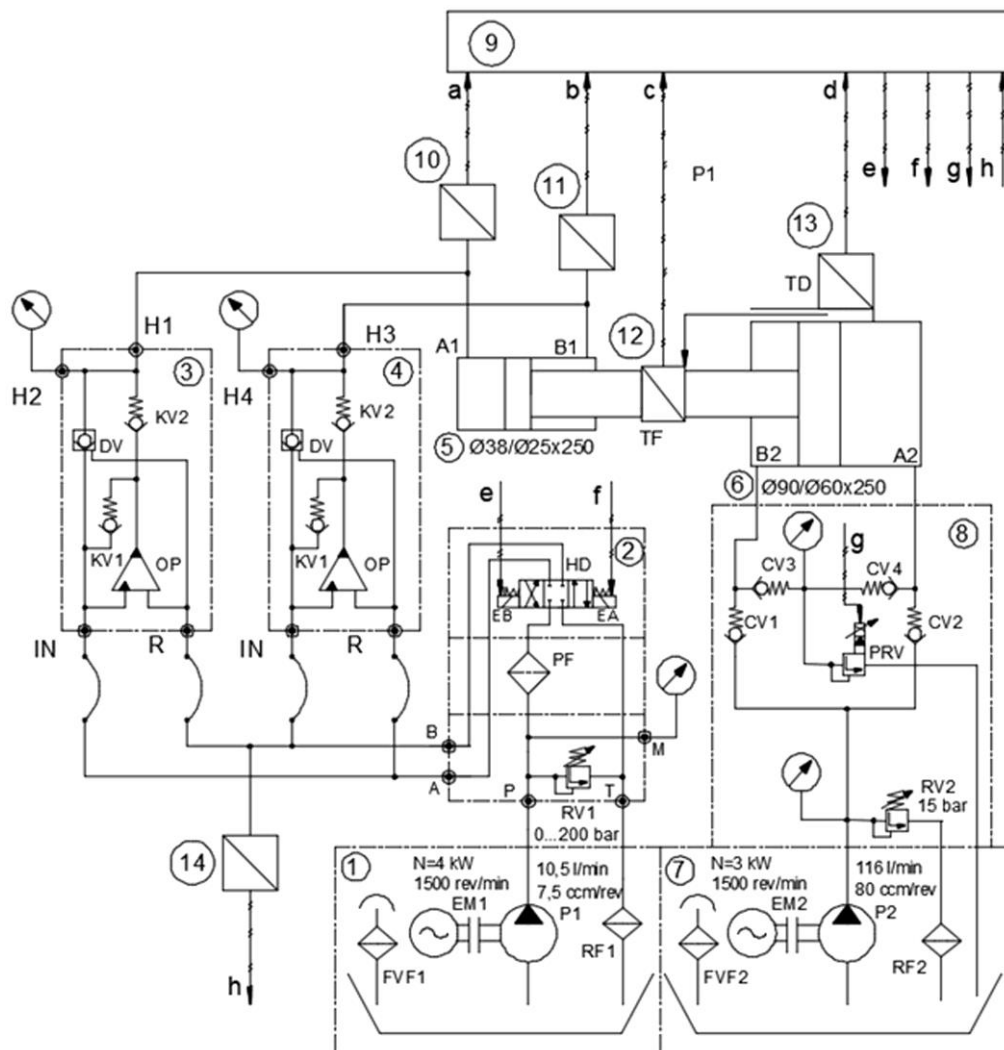 9
a
b
c
d
e
f
g
h
10
11
P1
13
TD
12
H1
H3
A1
B1
3
4
H2
H4
KV2
KV2
DV
DV
TF
5 Ø38/Ø25x250
B2
A2
6 Ø90/Ø60x250
KV1
OP
KV1
OP
e
f
2
HD
EB
EA
g
8
CV3
CV4
CV1
CV2
PRV
IN
R
IN
R
PF
B
M
A
P
T
RV1
0...200 bar
RV2
15 bar
14
h
1
N=4 kW
1500 rev/min
EM1
10,5 l/min
7,5 ccm/rev
P1
FVF1
RF1
7
N=3 kW
1500 rev/min
EM2
116 l/min
80 ccm/rev
P2
FVF2
RF2